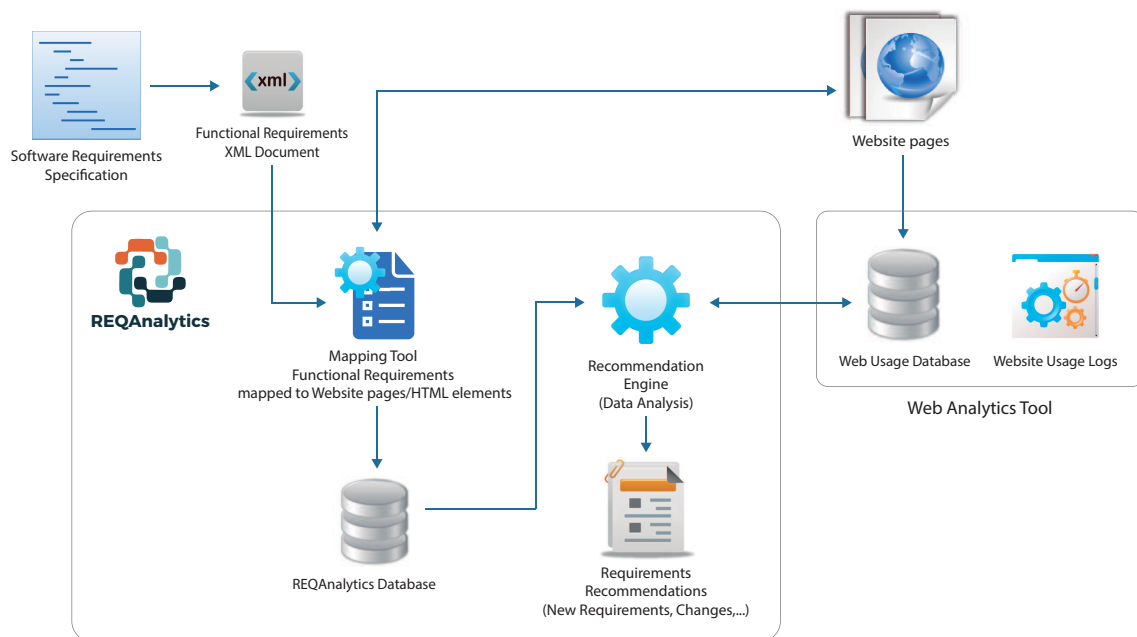 xml
Software Requirements
Specification
Functional Requirements
XML Document
Website pages
REQAnalytics
Mapping Tool
Functional Requirements
mapped to Website pages/HTML elements
Recommendation
Engine
(Data Analysis)
Web Usage Database
Website Usage Logs
Web Analytics Tool
REQAnalytics Database
Requirements
Recommendations
(New Requirements, Changes,...)